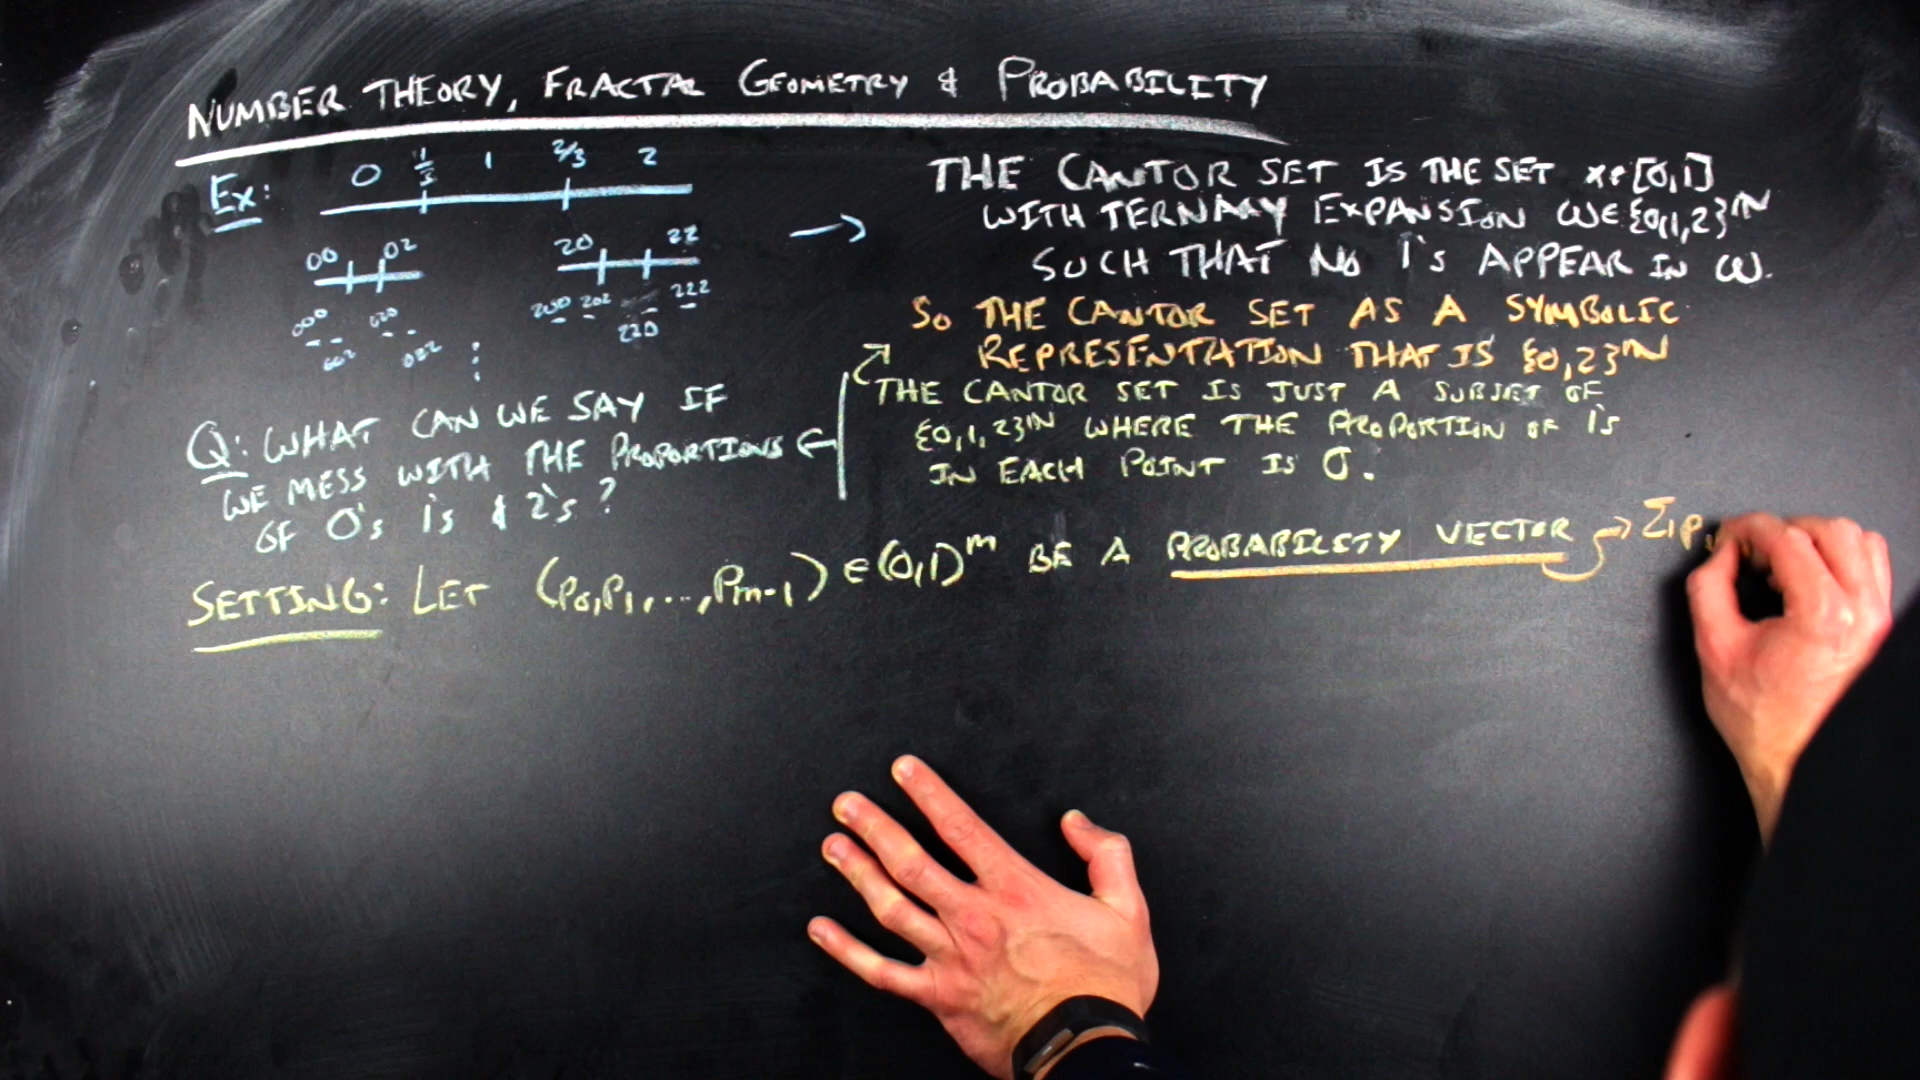 NUMBER THEORY, FRACTAL GEOMETRY & PROBABILITY
Ex: 0 1/3 1 2/3 2
00 02 20 22
000 002 020 022 200 202 220 222
⋮
→ THE CANTOR SET IS THE SET x∈[0,1]
WITH TERNARY EXPANSION ω∈{0,1,2}^ℕ
SUCH THAT NO 1's APPEAR IN ω.
SO THE CANTOR SET AS A SYMBOLIC
REPRESENTATION THAT IS {0,2}^ℕ
THE CANTOR SET IS JUST A SUBSET OF
{0,1,2}^ℕ WHERE THE PROPORTION OF 1's
IN EACH POINT IS 0.
Q: WHAT CAN WE SAY IF
WE MESS WITH THE PROPORTIONS ←
OF 0's 1's & 2's?
SETTING: LET (p₀,p₁,...,pₘ₋₁) ∈ (0,1)^m BE A PROBABILITY VECTOR → Σp